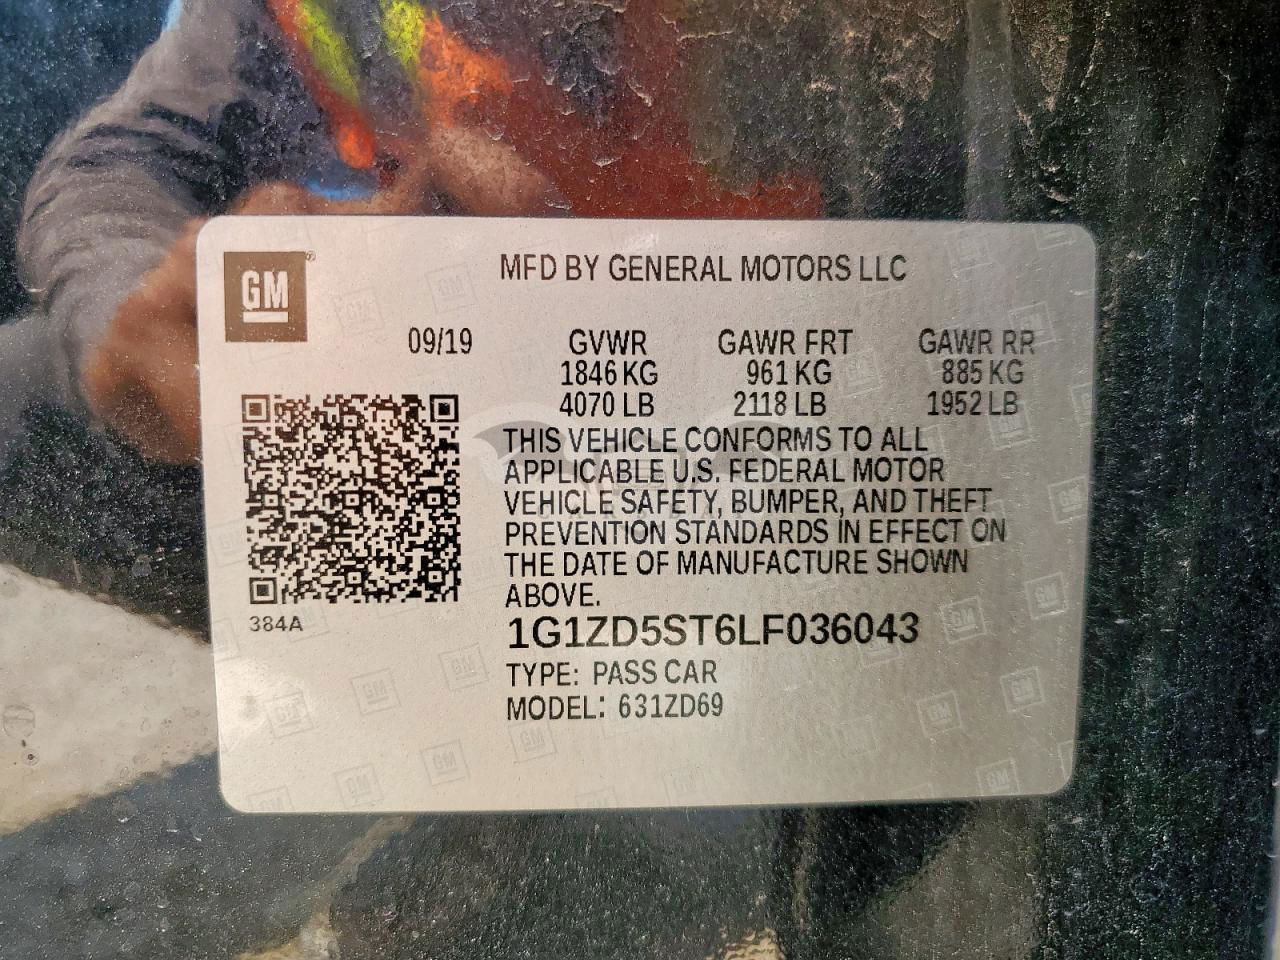 GM
MFD BY GENERAL MOTORS LLC
09/19 GVWR GAWR FRT GAWR RR
1846 KG 961 KG 885 KG
4070 LB 2118 LB 1952 LB
THIS VEHICLE CONFORMS TO ALL
APPLICABLE U.S. FEDERAL MOTOR
VEHICLE SAFETY, BUMPER, AND THEFT
PREVENTION STANDARDS IN EFFECT ON
THE DATE OF MANUFACTURE SHOWN
ABOVE.
384A
1G1ZD5ST6LF036043
TYPE: PASS CAR
MODEL: 631ZD69